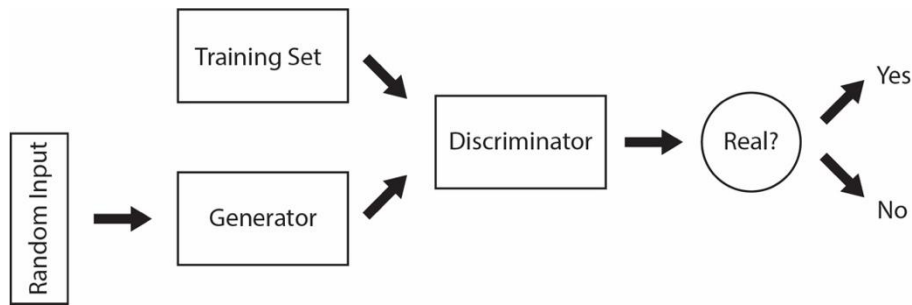 Training Set
Random Input
Generator
Discriminator
Real?
Yes
No